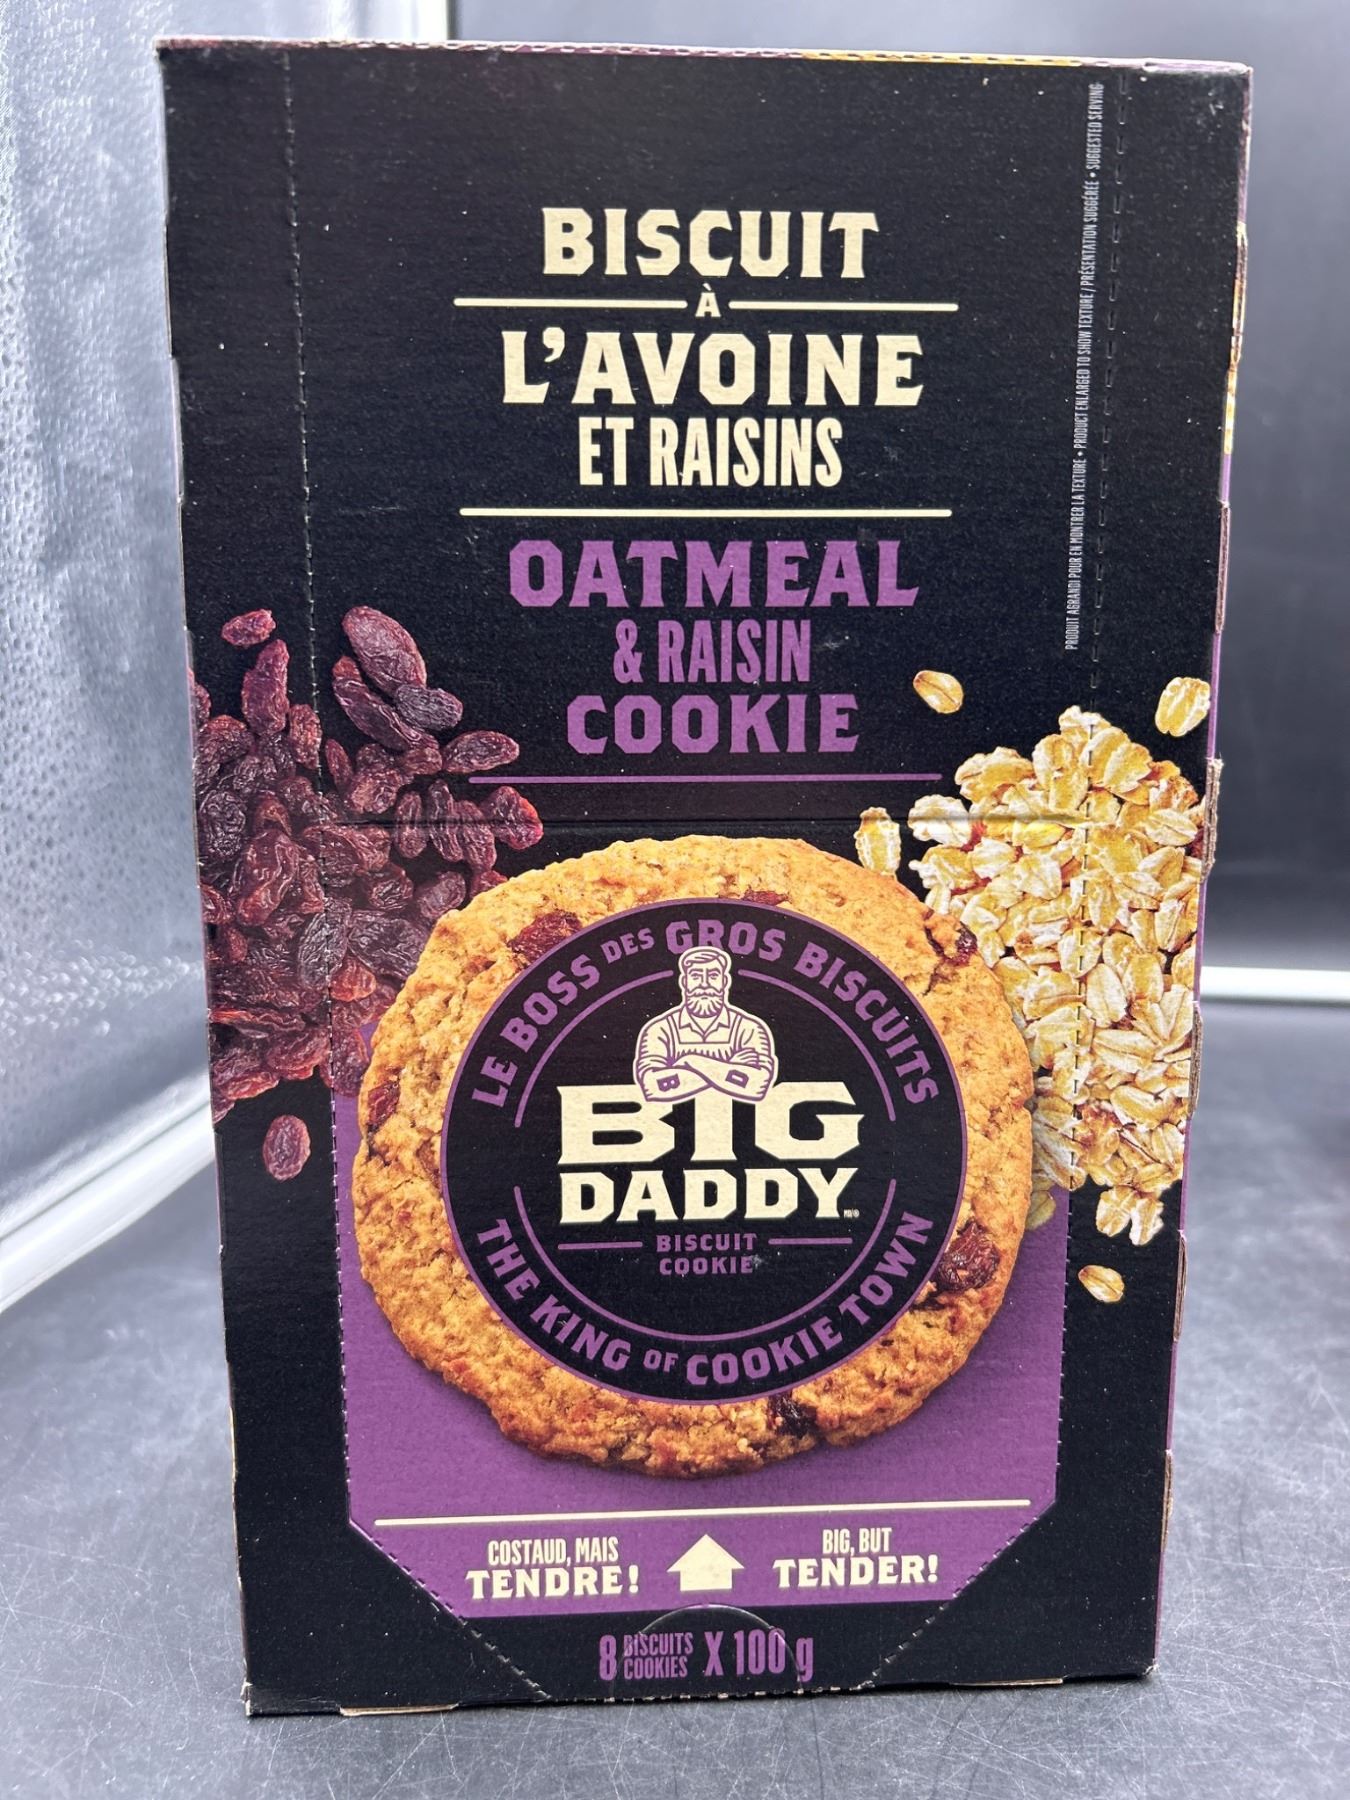 BISCUIT
À
L'AVOINE
ET RAISINS
OATMEAL
& RAISIN
COOKIE
PRODUIT AGRANDI POUR EN MONTRER LA TEXTURE • PRODUCT ENLARGED TO SHOW TEXTURE / PRÉSENTATION SUGGÉRÉE • SUGGESTED SERVING
LE BOSS DES GROS BISCUITS
B D
BIG
DADDY
BISCUIT
COOKIE
THE KING OF COOKIE TOWN
COSTAUD, MAIS
TENDRE!
BIG, BUT
TENDER!
8 BISCUITS COOKIES X 100 g